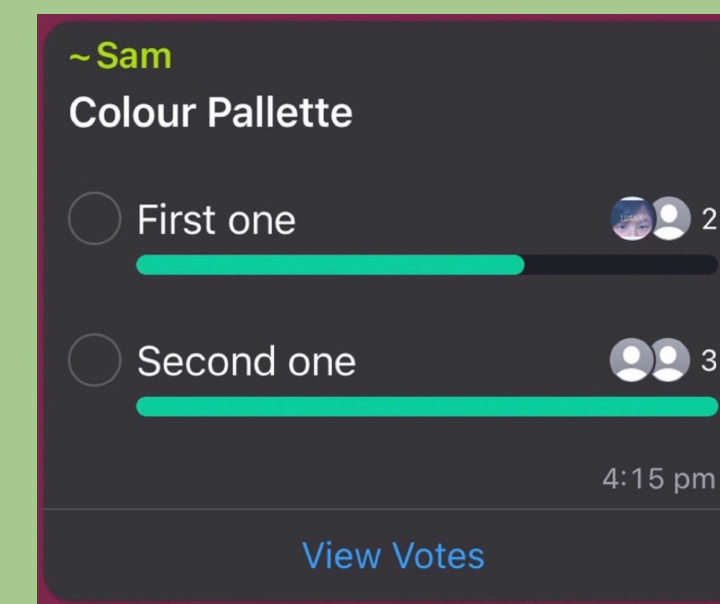 ~ Sam
Colour Pallette
First one 2
Second one 3
4:15 pm
View Votes